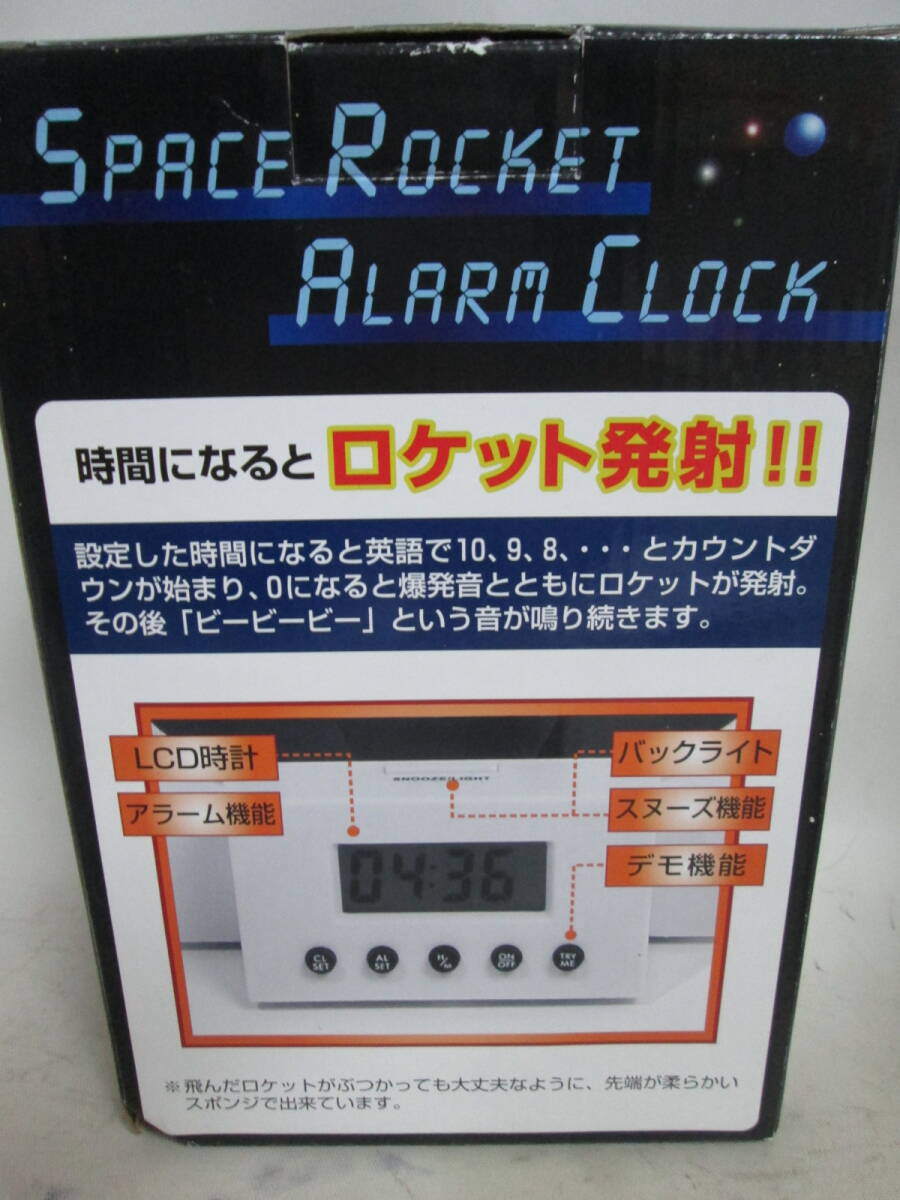 SPACE ROCKET
ALARM CLOCK
時間になるとロケット発射!!
設定した時間になると英語で10、9、8、・・・とカウントダ
ウンが始まり、0になると爆発音とともにロケットが発射。
その後「ビービービー」という音が鳴り続きます。
LCD時計
アラーム機能
バックライト
スヌーズ機能
デモ機能
SNOOZE/LIGHT
04:36
CL SET
AL SET
H/M
ON OFF
TRY ME
※飛んだロケットがぶつかっても大丈夫なように、先端が柔らかい
スポンジで出来ています。